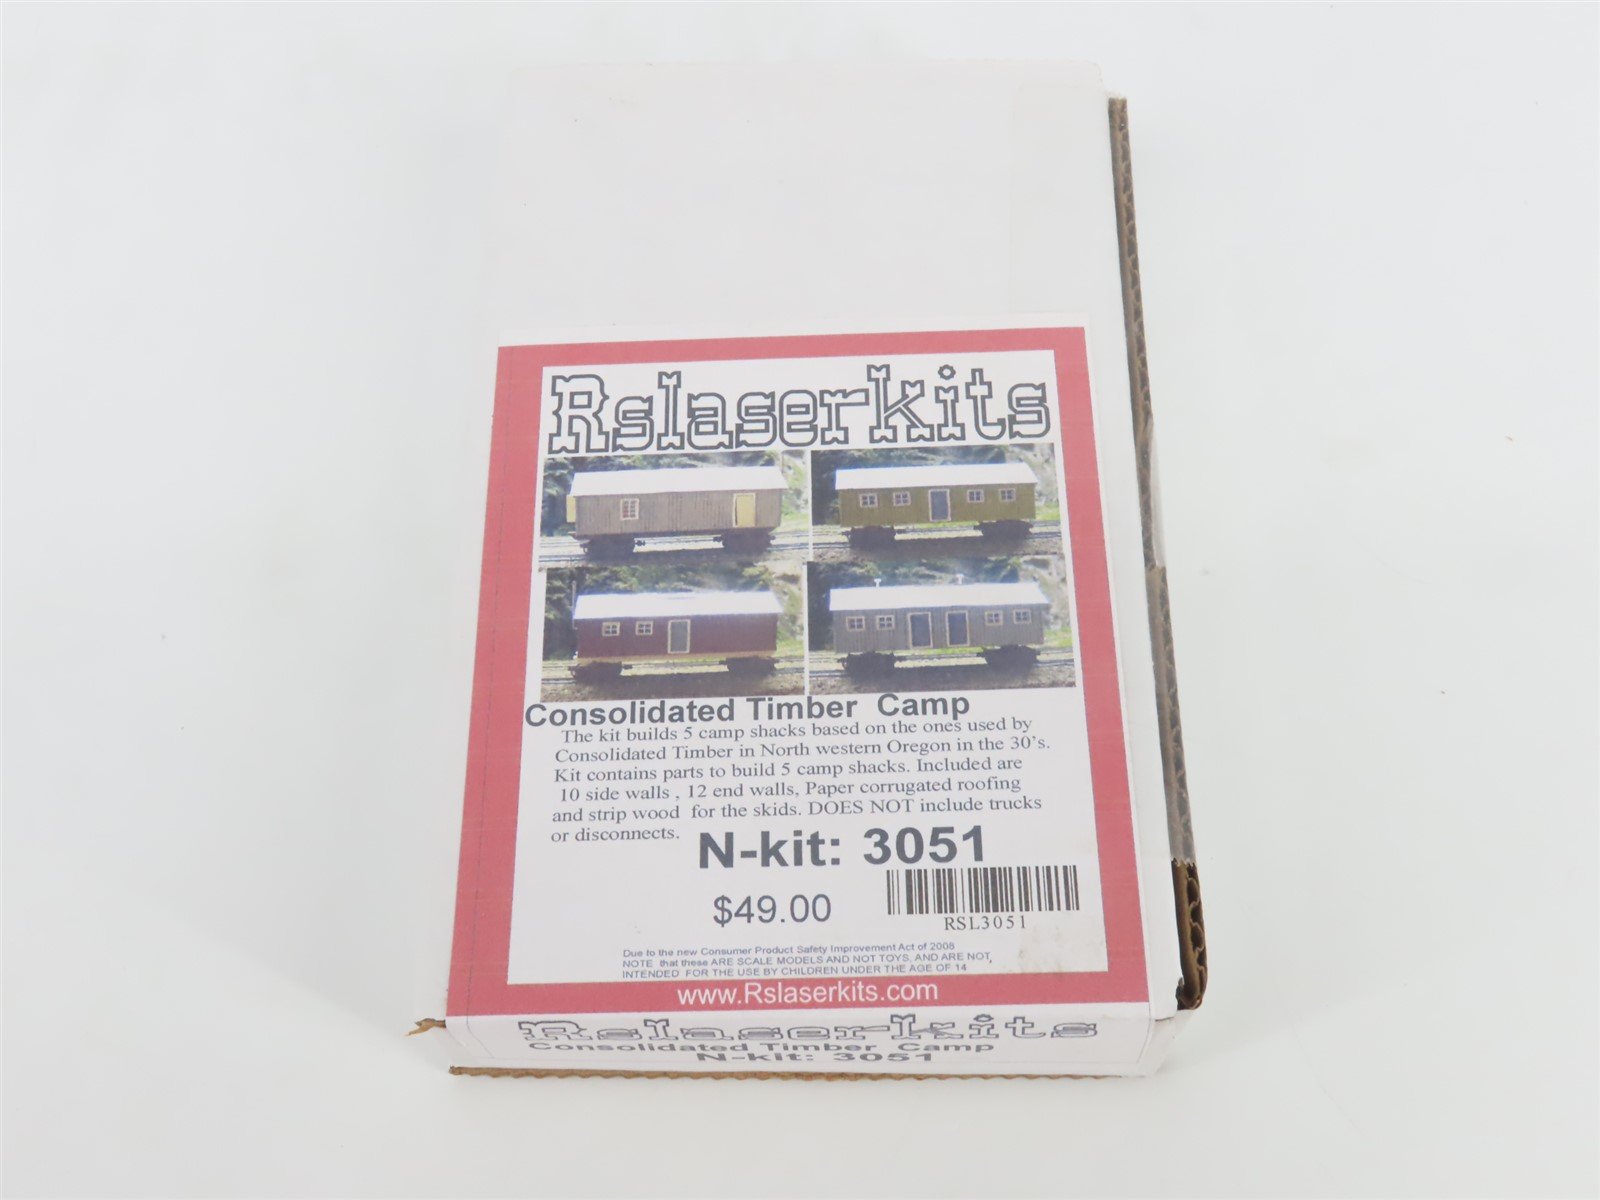 Rslaserkits
Consolidated Timber Camp
The kit builds 5 camp shacks based on the ones used by
Consolidated Timber in North western Oregon in the 30's.
Kit contains parts to build 5 camp shacks. Included are
10 side walls , 12 end walls, Paper corrugated roofing
and strip wood for the skids. DOES NOT include trucks
or disconnects.
N-kit: 3051
$49.00
RSL3051
Due to the new Consumer Product Safety Improvement Act of 2008
NOTE that these ARE SCALE MODELS AND NOT TOYS, AND ARE NOT,
INTENDED FOR THE USE BY CHILDREN UNDER THE AGE OF 14
www.Rslaserkits.com
Rslaserkits
Consolidated Timber Camp
N-kit: 3051